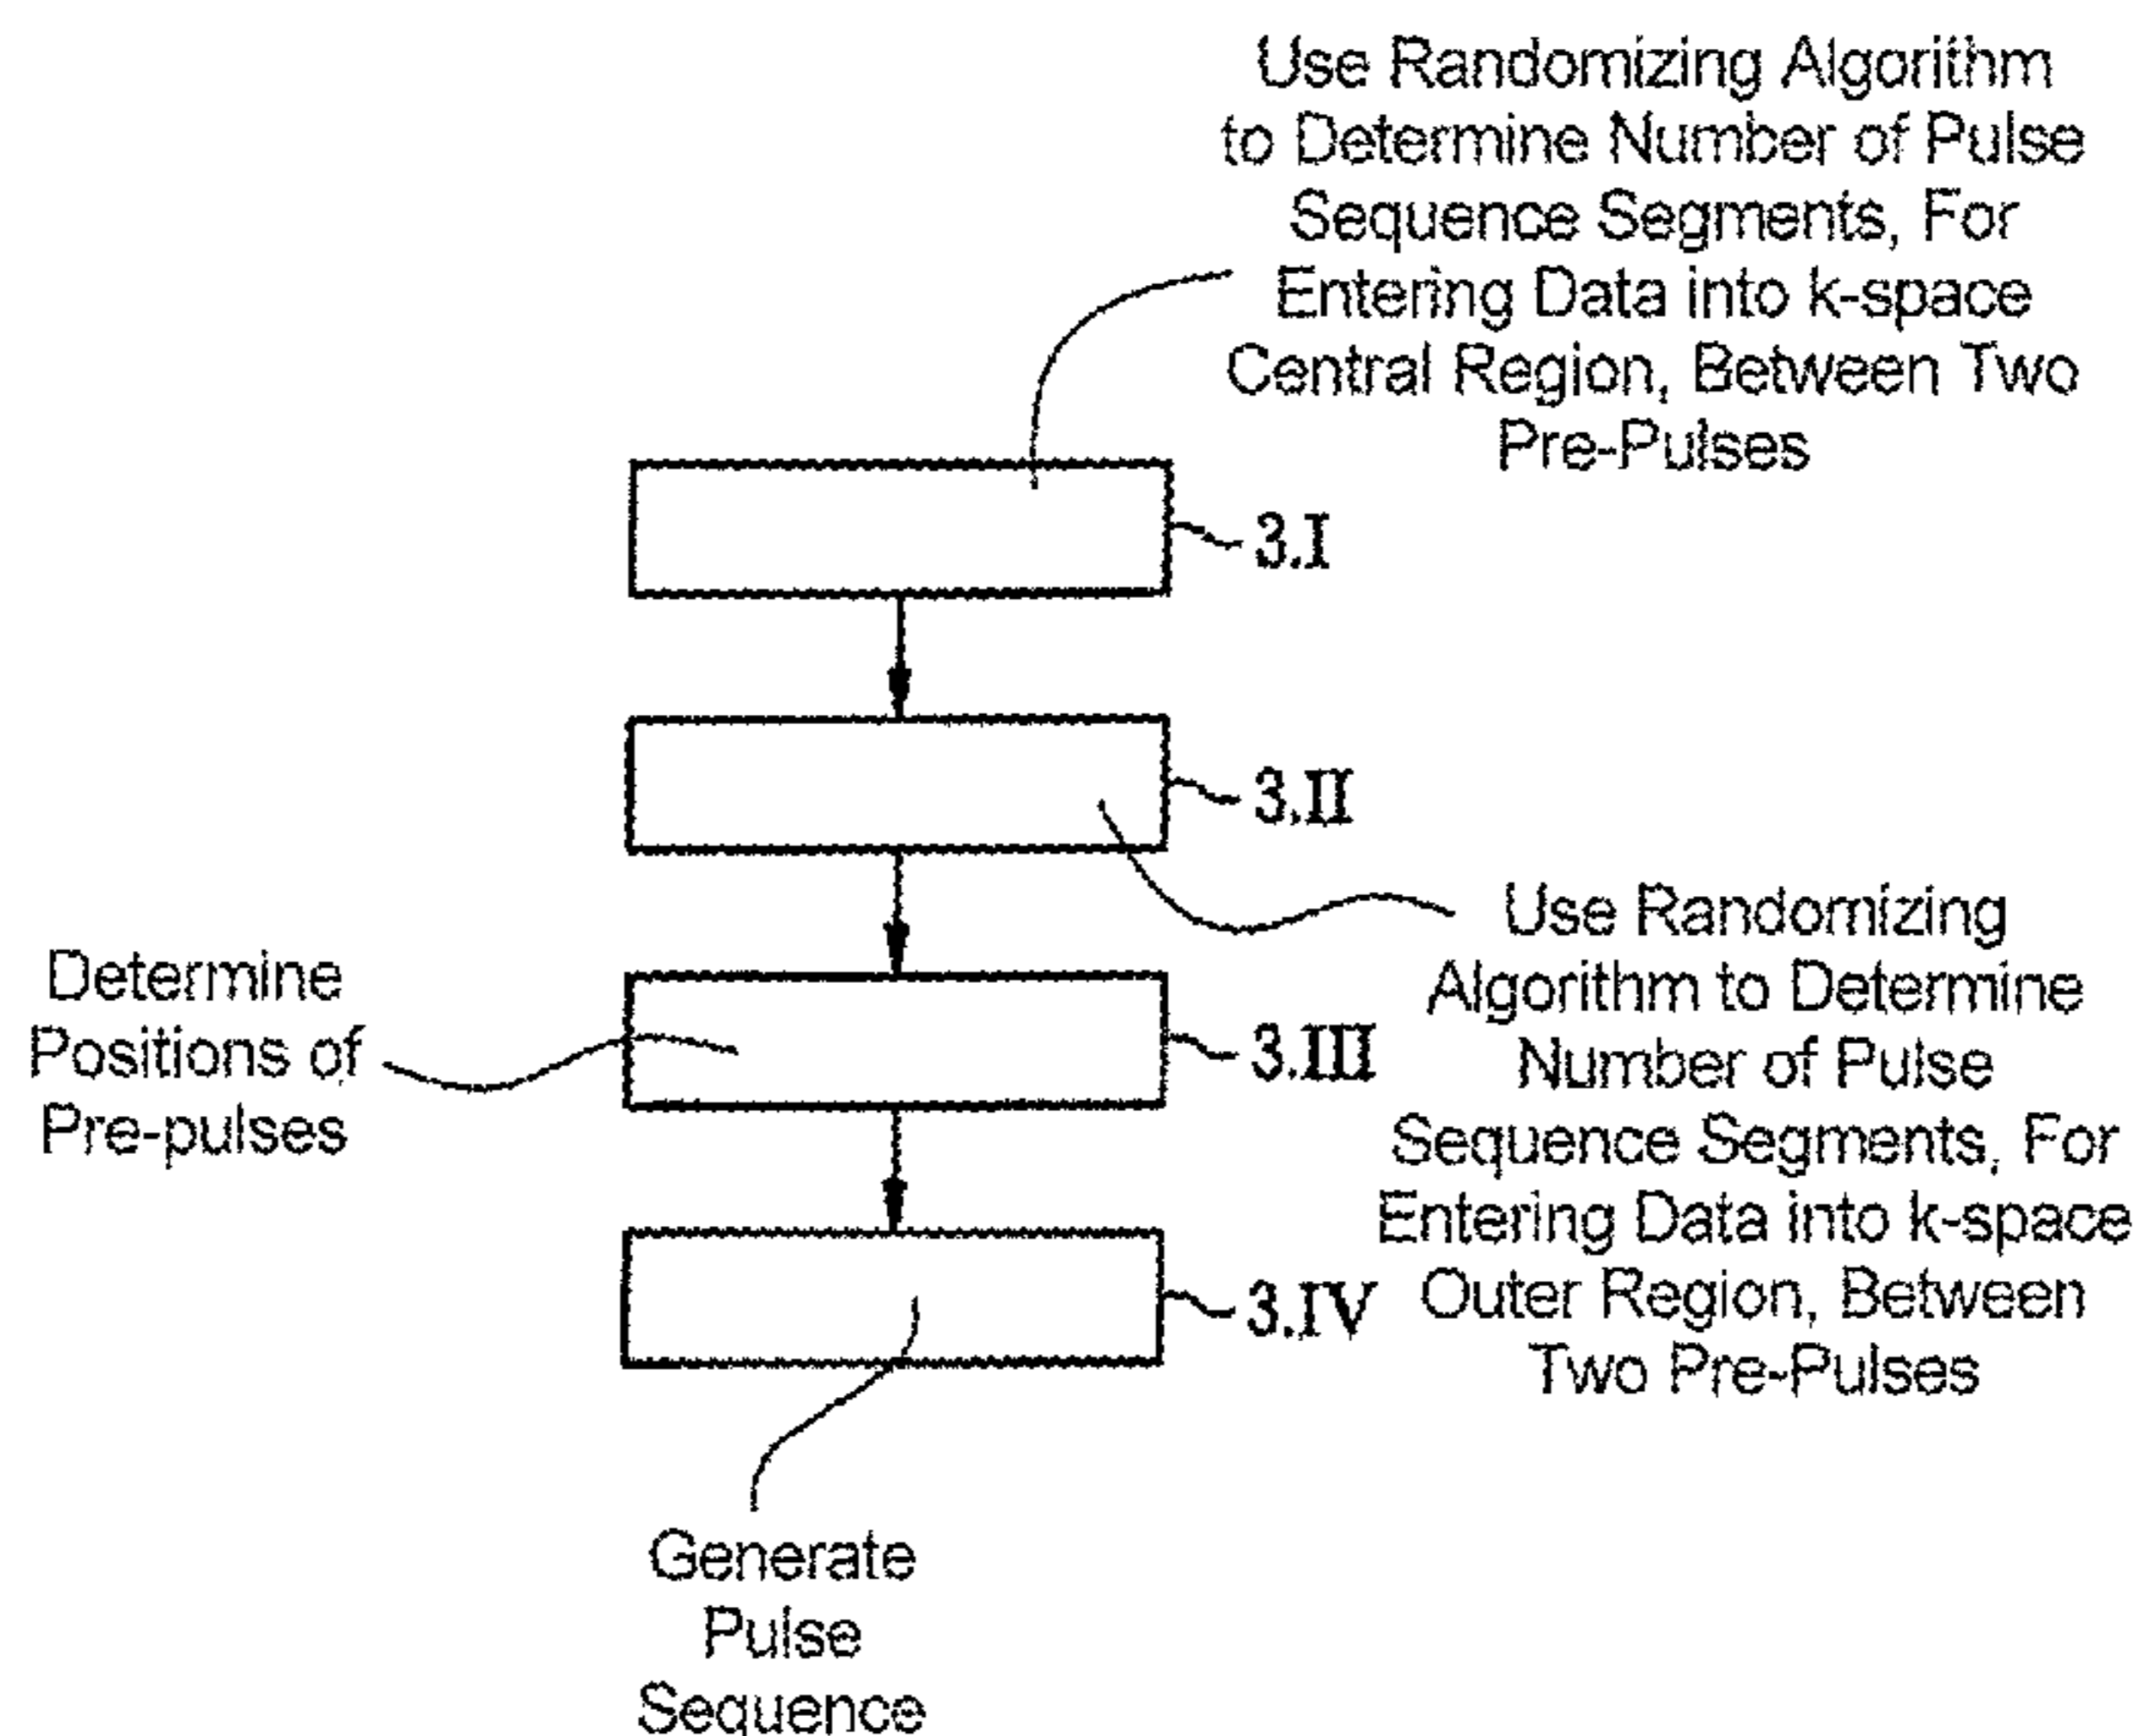 Use Randomizing Algorithm
to Determine Number of Pulse
Sequence Segments, For
Entering Data into k-space
Central Region, Between Two
Pre-Pulses
3.I
3.II
Use Randomizing
Algorithm to Determine
Number of Pulse
Sequence Segments, For
Entering Data into k-space
Outer Region, Between
Two Pre-Pulses
Determine
Positions of
Pre-pulses
3.III
3.IV
Generate
Pulse
Sequence